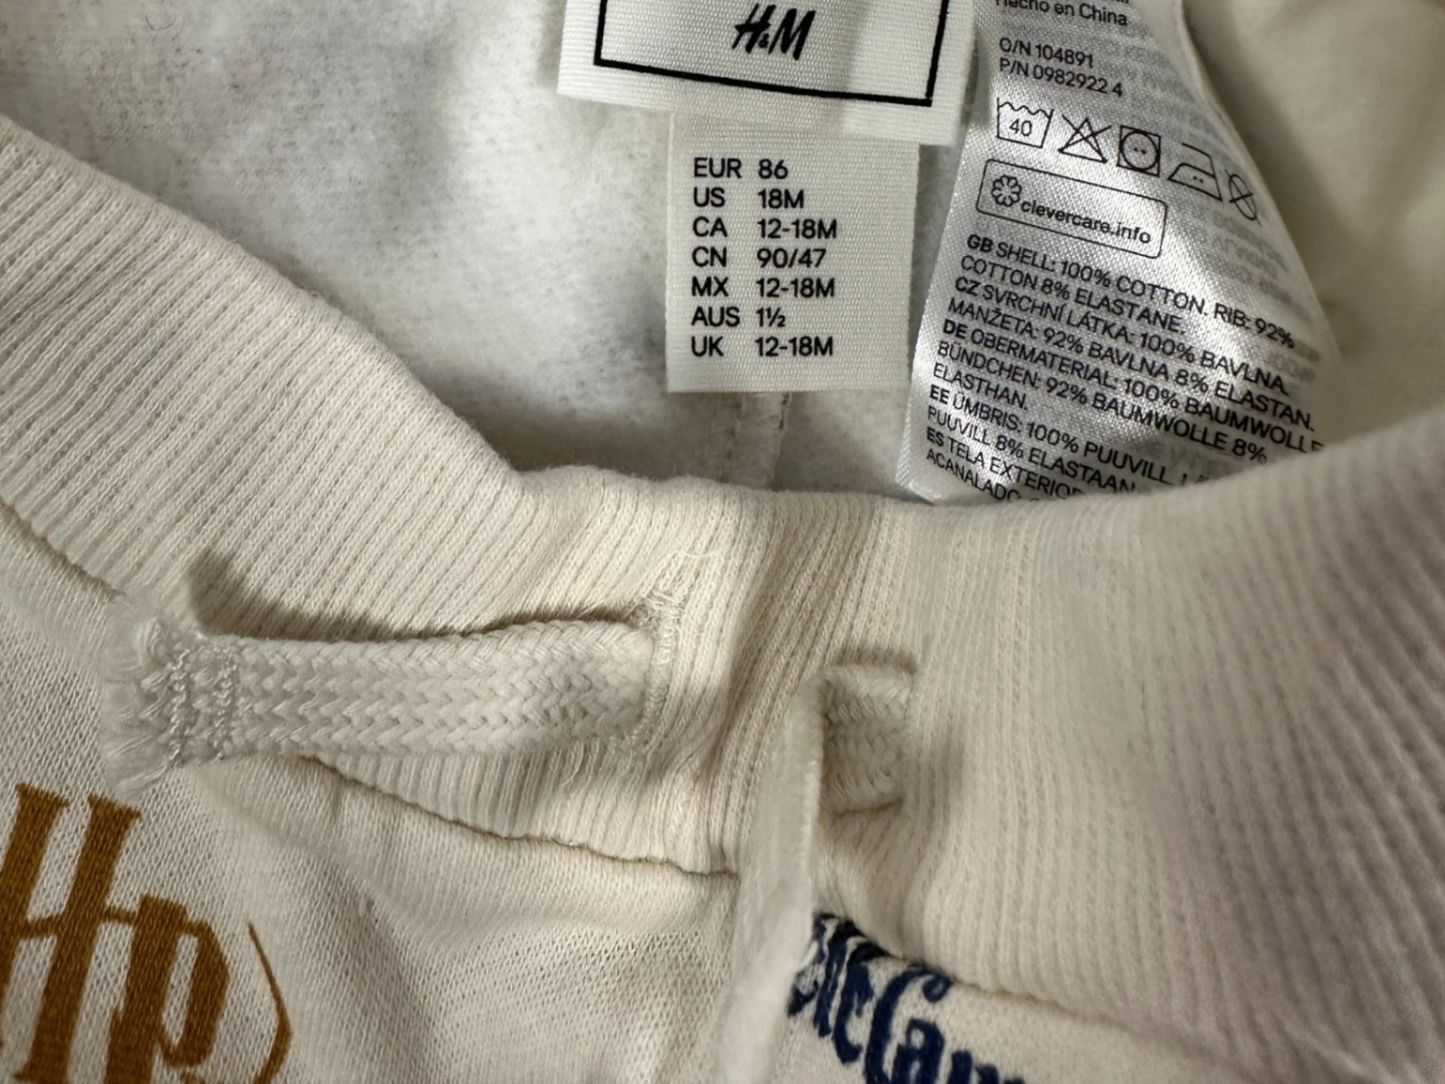 H&M
EUR 86
US 18M
CA 12-18M
CN 90/47
MX 12-18M
AUS 1½
UK 12-18M
Hecho en China
O/N 104891
P/N 0982922 4
40
clevercare.info
GB SHELL: 100% COTTON. RIB: 92%
COTTON 8% ELASTANE.
CZ SVRCHNÍ LÁTKA: 100% BAVLNA.
MANŽETA: 92% BAVLNA 8% ELASTAN.
DE OBERMATERIAL: 100% BAUMWOLLE
BÜNDCHEN: 92% BAUMWOLLE 8%
ELASTHAN.
EE ÜMBRIS: 100% PUUVILL
PUUVILL 8% ELASTAAN
ES TELA EXTERIOR
ACANALADO
HP